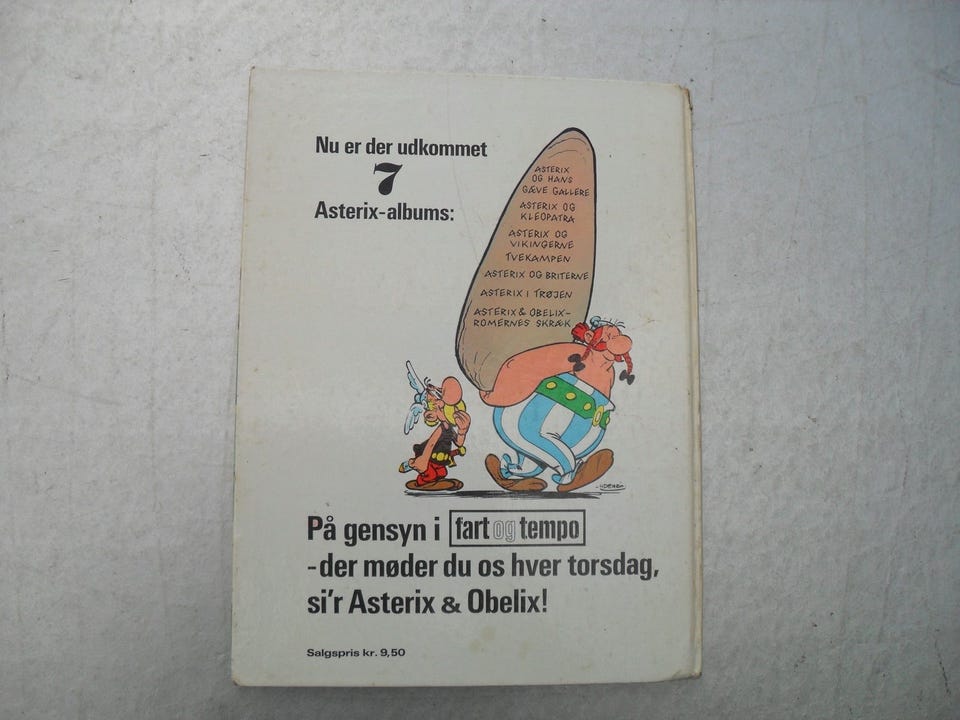 Nu er der udkommet
7
Asterix-albums:
ASTERIX
OG HANS
GÆVE GALLERE
ASTERIX OG
KLEOPATRA
ASTERIX OG
VIKINGERNE
TVEKAMPEN
ASTERIX OG BRITERNE
ASTERIX I TRØJEN
ASTERIX & OBELIX-
ROMERNES SKRÆK
UDERZO
På gensyn i fart og tempo
-der møder du os hver torsdag,
si'r Asterix & Obelix!
Salgspris kr. 9,50